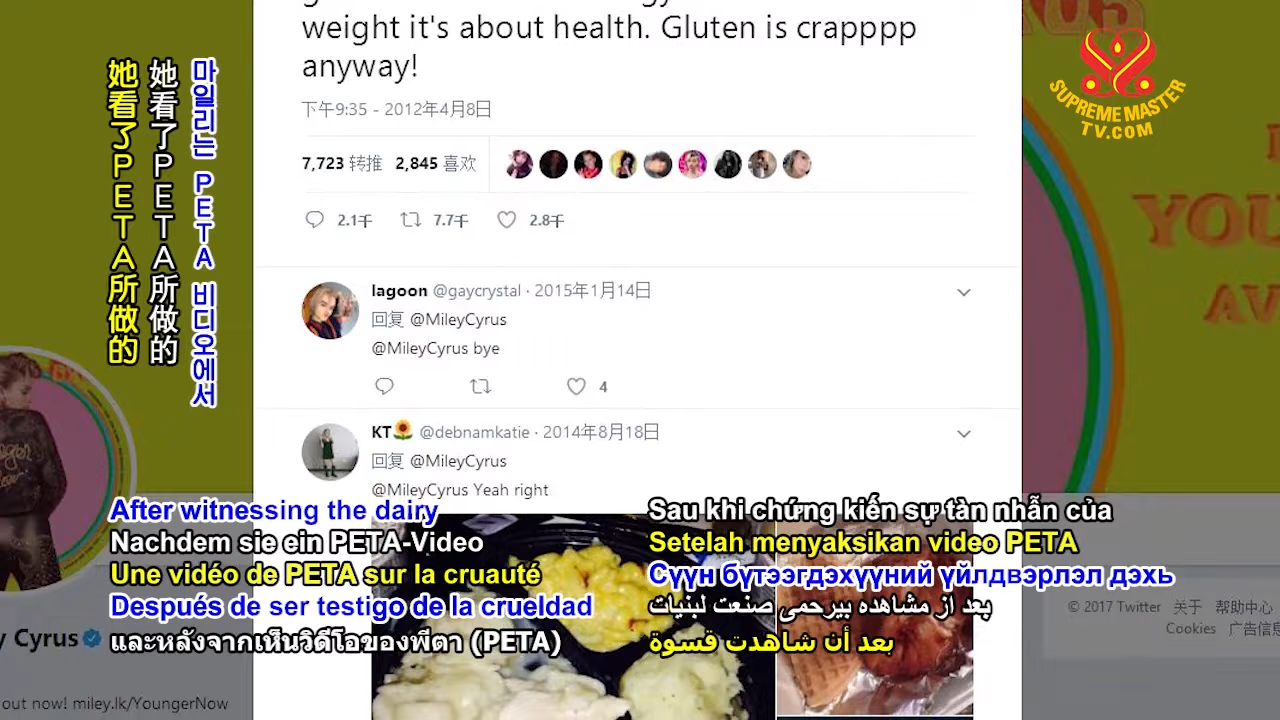 weight it's about health. Gluten is crapppp
anyway!
下午9:35 - 2012年4月8日
7,723 转推 2,845 喜欢
2.1千 7.7千 2.8千
lagoon @gaycrystal · 2015年1月14日
回复 @MileyCyrus
@MileyCyrus bye
4
KT🌻 @debnamkatie · 2014年8月18日
回复 @MileyCyrus
@MileyCyrus Yeah right
마일리는 PETA 비디오에서
她看了PETA所做的
她看了PETA所做的
SUPREME MASTER
TV.COM
YOU
AV
After witnessing the dairy
Nachdem sie ein PETA-Video
Une vidéo de PETA sur la cruauté
Después de ser testigo de la crueldad
และหลังจากเห็นวิดีโอของพีตา (PETA)
Sau khi chứng kiến sự tàn nhẫn của
Setelah menyaksikan video PETA
Сүүн бүтээгдэхүүний үйлдвэрлэл дэхь
بعد از مشاهده بیرحمی صنعت لبنیات
بعد أن شاهدت قسوة
y Cyrus
out now! miley.lk/YoungerNow
© 2017 Twitter 关于 帮助中心
Cookies 广告信息